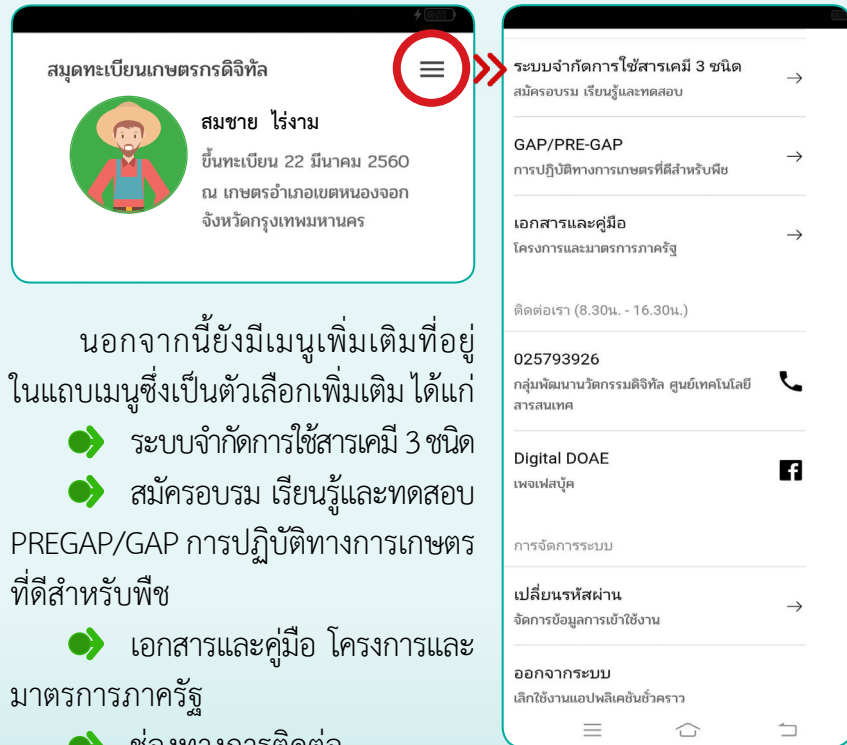 สมุดทะเบียนเกษตรกรดิจิทัล
สมชาย ไร่งาม
ขึ้นทะเบียน 22 มีนาคม 2560
ณ เกษตรอำเภอเขตหนองจอก
จังหวัดกรุงเทพมหานคร
นอกจากนี้ยังมีเมนูเพิ่มเติมที่อยู่
ในแถบเมนูซึ่งเป็นตัวเลือกเพิ่มเติม ได้แก่
ระบบจำกัดการใช้สารเคมี 3 ชนิด
สมัครอบรม เรียนรู้และทดสอบ
PREGAP/GAP การปฏิบัติทางการเกษตร
ที่ดีสำหรับพืช
เอกสารและคู่มือ โครงการและ
มาตรการภาครัฐ
ช่องทางการติดต่อ
ระบบจำกัดการใช้สารเคมี 3 ชนิด
สมัครอบรม เรียนรู้และทดสอบ
GAP/PRE-GAP
การปฏิบัติทางการเกษตรที่ดีสำหรับพืช
เอกสารและคู่มือ
โครงการและมาตรการภาครัฐ
ติดต่อเรา (8.30น. - 16.30น.)
025793926
กลุ่มพัฒนานวัตกรรมดิจิทัล ศูนย์เทคโนโลยี
สารสนเทศ
Digital DOAE
เพจเฟสบุ้ค
การจัดการระบบ
เปลี่ยนรหัสผ่าน
จัดการข้อมูลการเข้าใช้งาน
ออกจากระบบ
เลิกใช้งานแอปพลิเคชันชั่วคราว